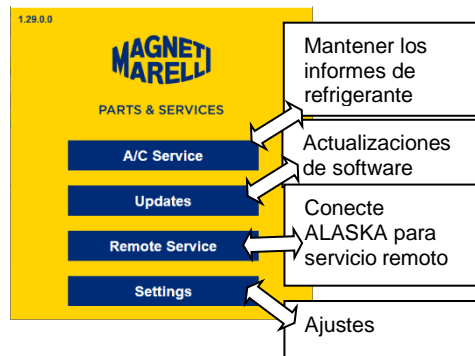 1.29.0.0
MAGNETI
MARELLI
PARTS & SERVICES
A/C Service
Updates
Remote Service
Settings
Mantener los
informes de
refrigerante
Actualizaciones
de software
Conecte
ALASKA para
servicio remoto
Ajustes